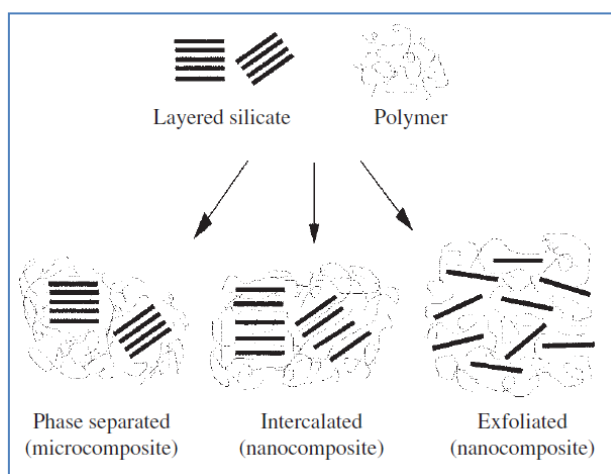 Layered silicate
Polymer
Phase separated
(microcomposite)
Intercalated
(nanocomposite)
Exfoliated
(nanocomposite)